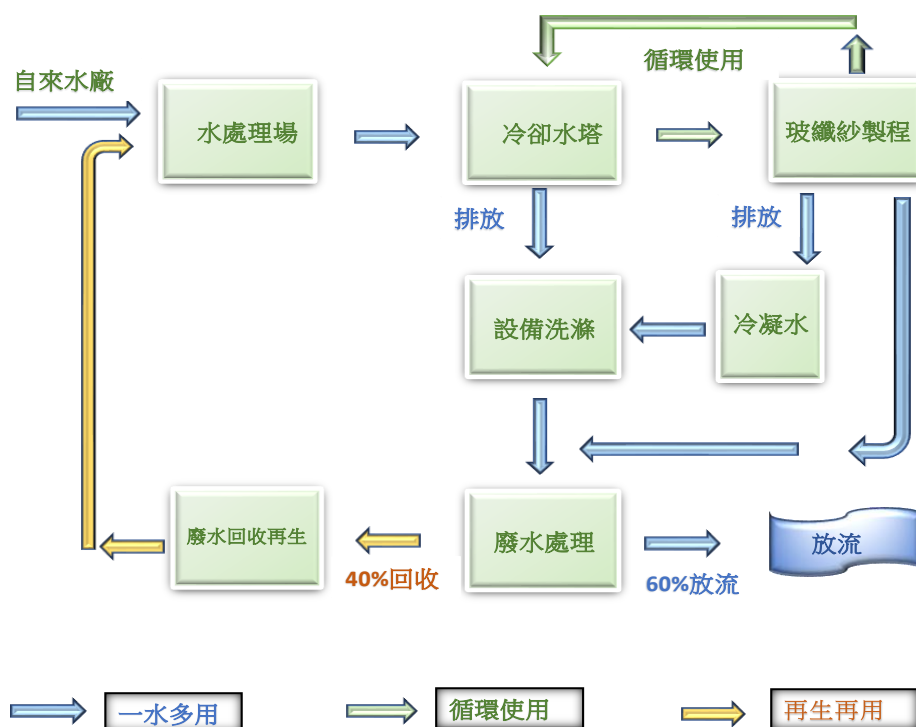 循環使用
自來水廠
水處理場
冷卻水塔
玻纖紗製程
排放
排放
設備洗滌
冷凝水
廢水回收再生
廢水處理
放流
40%回收
60%放流
一水多用
循環使用
再生再用